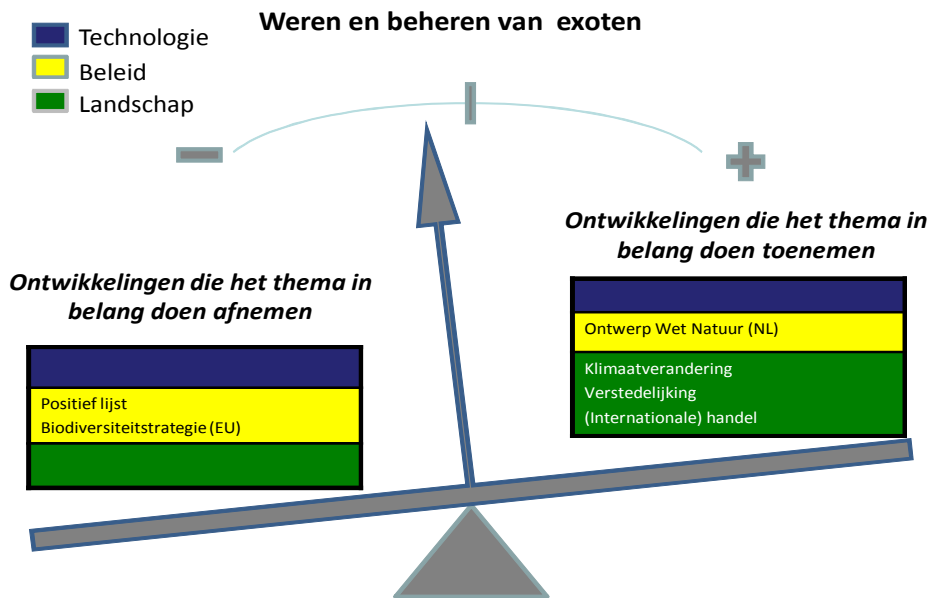 Weren en beheren van exoten
Technologie
Beleid
Landschap
Ontwikkelingen die het thema in
belang doen afnemen
Positief lijst
Biodiversiteitstrategie (EU)
Ontwikkelingen die het thema in
belang doen toenemen
Ontwerp Wet Natuur (NL)
Klimaatverandering
Verstedelijking
(Internationale) handel